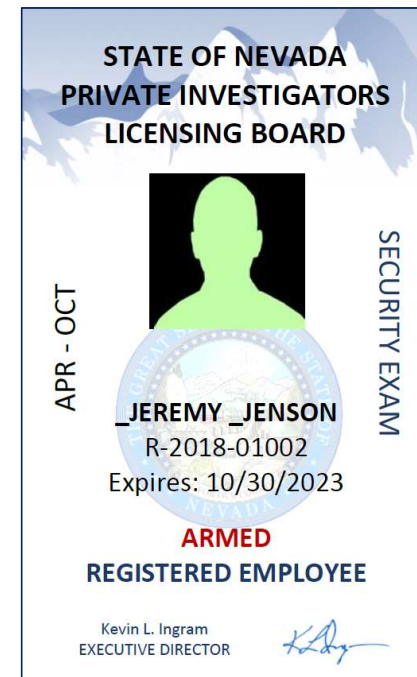 STATE OF NEVADA
PRIVATE INVESTIGATORS
LICENSING BOARD
APR - OCT
SECURITY EXAM
_JEREMY _JENSON
R-2018-01002
Expires: 10/30/2023
NEVADA
ARMED
REGISTERED EMPLOYEE
Kevin L. Ingram
EXECUTIVE DIRECTOR